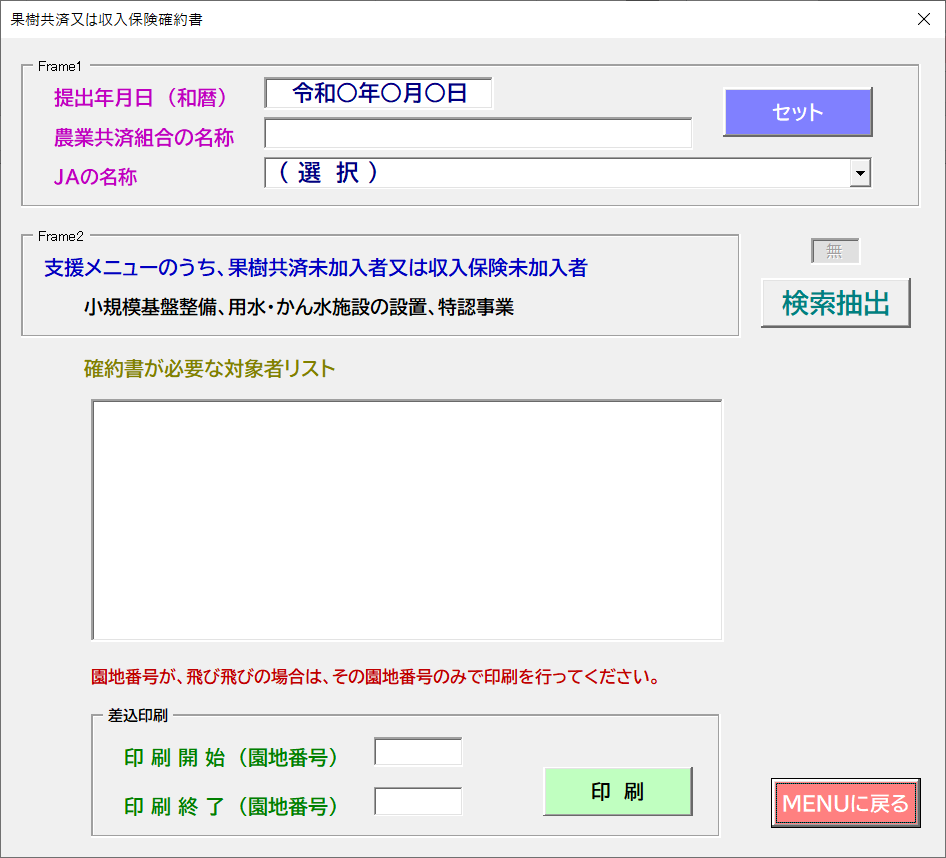 果樹共済又は収入保険確約書
Frame1
提出年月日（和暦）
令和〇年〇月〇日
セット
農業共済組合の名称
JAの名称
（ 選 択 ）
Frame2
支援メニューのうち、果樹共済未加入者又は収入保険未加入者
小規模基盤整備、用水・かん水施設の設置、特認事業
無
検索抽出
確約書が必要な対象者リスト
園地番号が、飛び飛びの場合は、その園地番号のみで印刷を行ってください。
差込印刷
印 刷 開 始 （園地番号）
印 刷 終 了 （園地番号）
印 刷
MENUに戻る